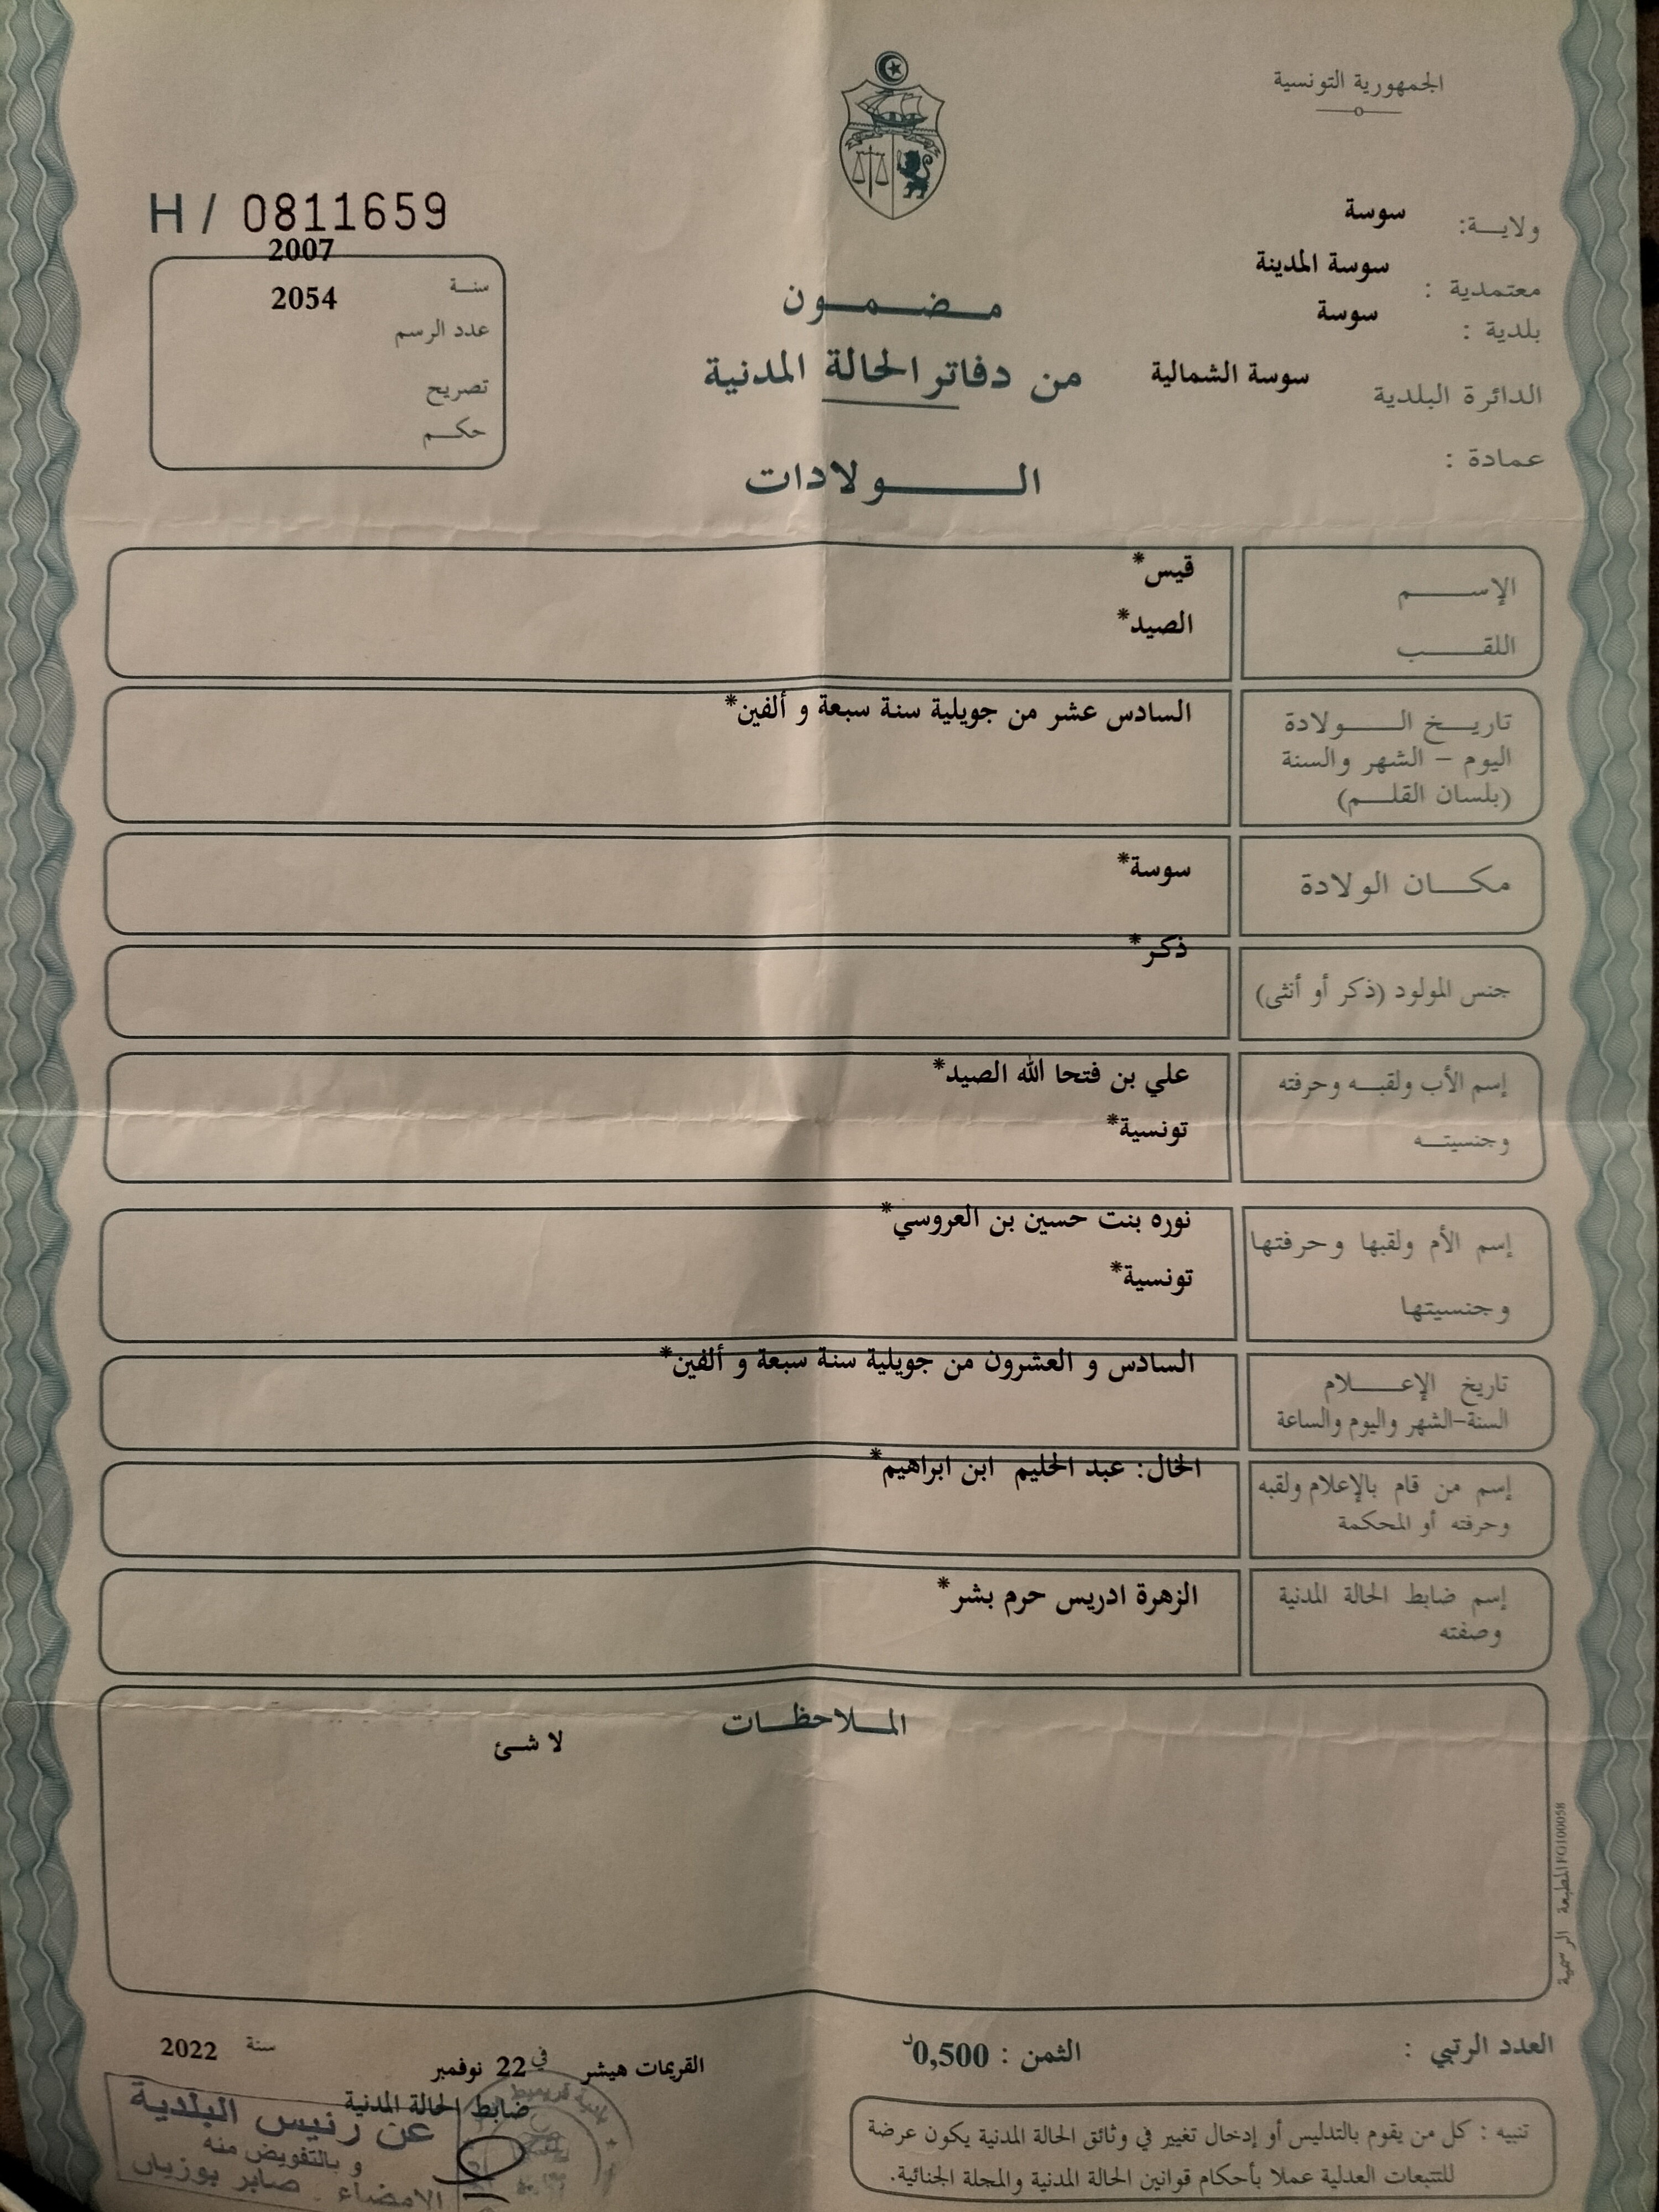 الجمهورية التونسية
ولاية: سوسة
معتمدية : سوسة المدينة
بلدية : سوسة
الدائرة البلدية سوسة الشمالية
عمادة :
H / 0811659
سنة 2007
عدد الرسم 2054
تصريح
حكم
مضمون
من دفاتر الحالة المدنية
الولادات
الإسم قيس*
اللقب الصيد*
تاريخ الولادة السادس عشر من جويلية سنة سبعة و ألفين*
اليوم - الشهر والسنة
(بلسان القلم)
مكان الولادة سوسة*
جنس المولود (ذكر أو أنثى) ذكر*
إسم الأب ولقبه وحرفته علي بن فتحا الله الصيد*
وجنسيته تونسية*
إسم الأم ولقبها وحرفتها نوره بنت حسين بن العروسي*
وجنسيتها تونسية*
تاريخ الإعلام السادس و العشرون من جويلية سنة سبعة و ألفين*
السنة-الشهر واليوم والساعة
إسم من قام بالإعلام ولقبه الخال: عبد الحليم ابن ابراهيم*
وحرفته أو المحكمة
إسم ضابط الحالة المدنية الزهرة ادريس حرم بشر*
وصفته
الملاحظات
لا شئ
المطبعة الرسمية FO100058
العدد الرتبي :
الثمن : 0,500د
القريمات هيشر في 22 نوفمبر سنة 2022
ضابط الحالة المدنية
عن رئيس البلدية
و بالتفويض منه
الامضاء صابر بوزيان
تنبيه : كل من يقوم بالتدليس أو إدخال تغيير في وثائق الحالة المدنية يكون عرضة
للتتبعات العدلية عملا بأحكام قوانين الحالة المدنية والمجلة الجنائية.